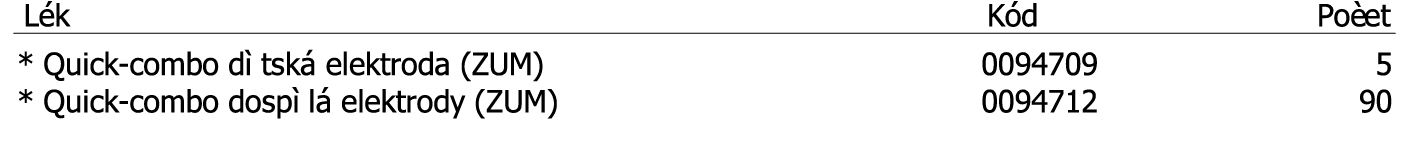 Lék Kód Poèet
* Quick-combo dì tská elektroda (ZUM) 0094709 5
* Quick-combo dospì lá elektrody (ZUM) 0094712 90